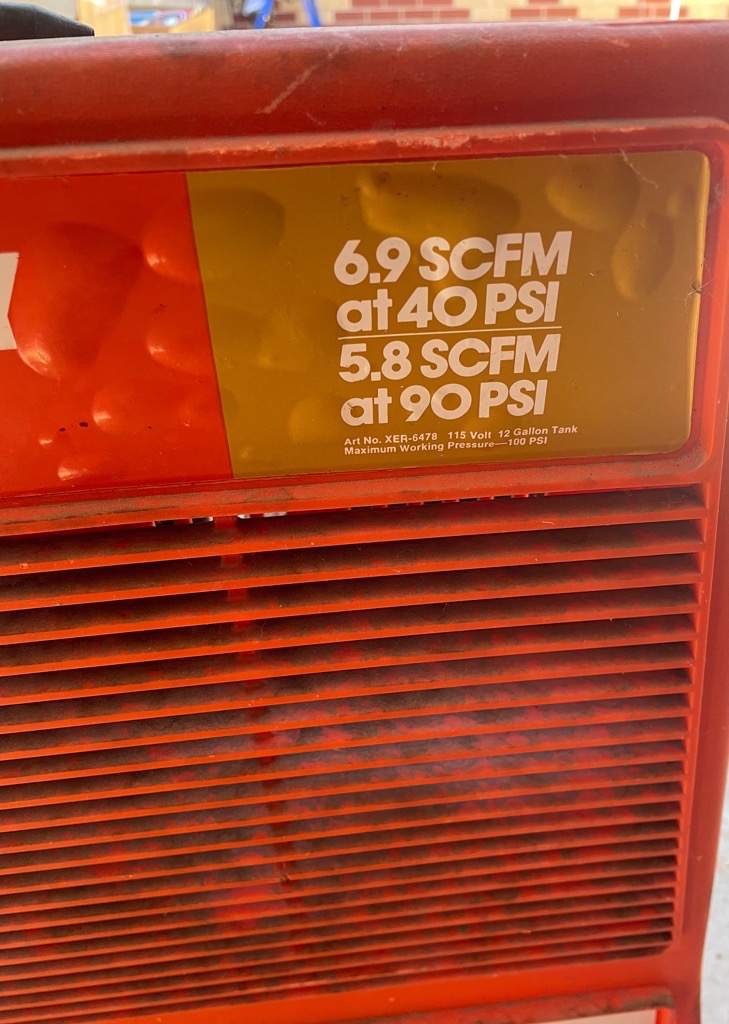 6.9 SCFM
at 40 PSI
5.8 SCFM
at 90 PSI
Art No. XER-6478 115 Volt 12 Gallon Tank
Maximum Working Pressure—100 PSI